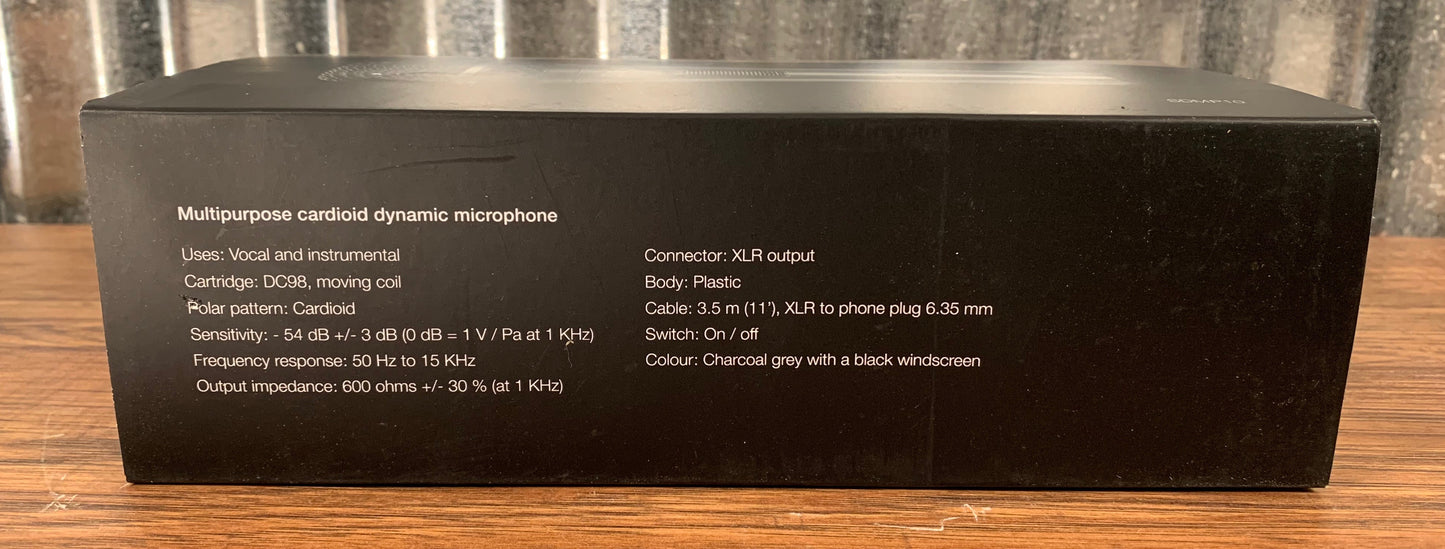 SDMP10
Multipurpose cardioid dynamic microphone
Uses: Vocal and instrumental
Cartridge: DC98, moving coil
Polar pattern: Cardioid
Sensitivity: - 54 dB +/- 3 dB (0 dB = 1 V / Pa at 1 KHz)
Frequency response: 50 Hz to 15 KHz
Output impedance: 600 ohms +/- 30 % (at 1 KHz)
Connector: XLR output
Body: Plastic
Cable: 3.5 m (11’), XLR to phone plug 6.35 mm
Switch: On / off
Colour: Charcoal grey with a black windscreen